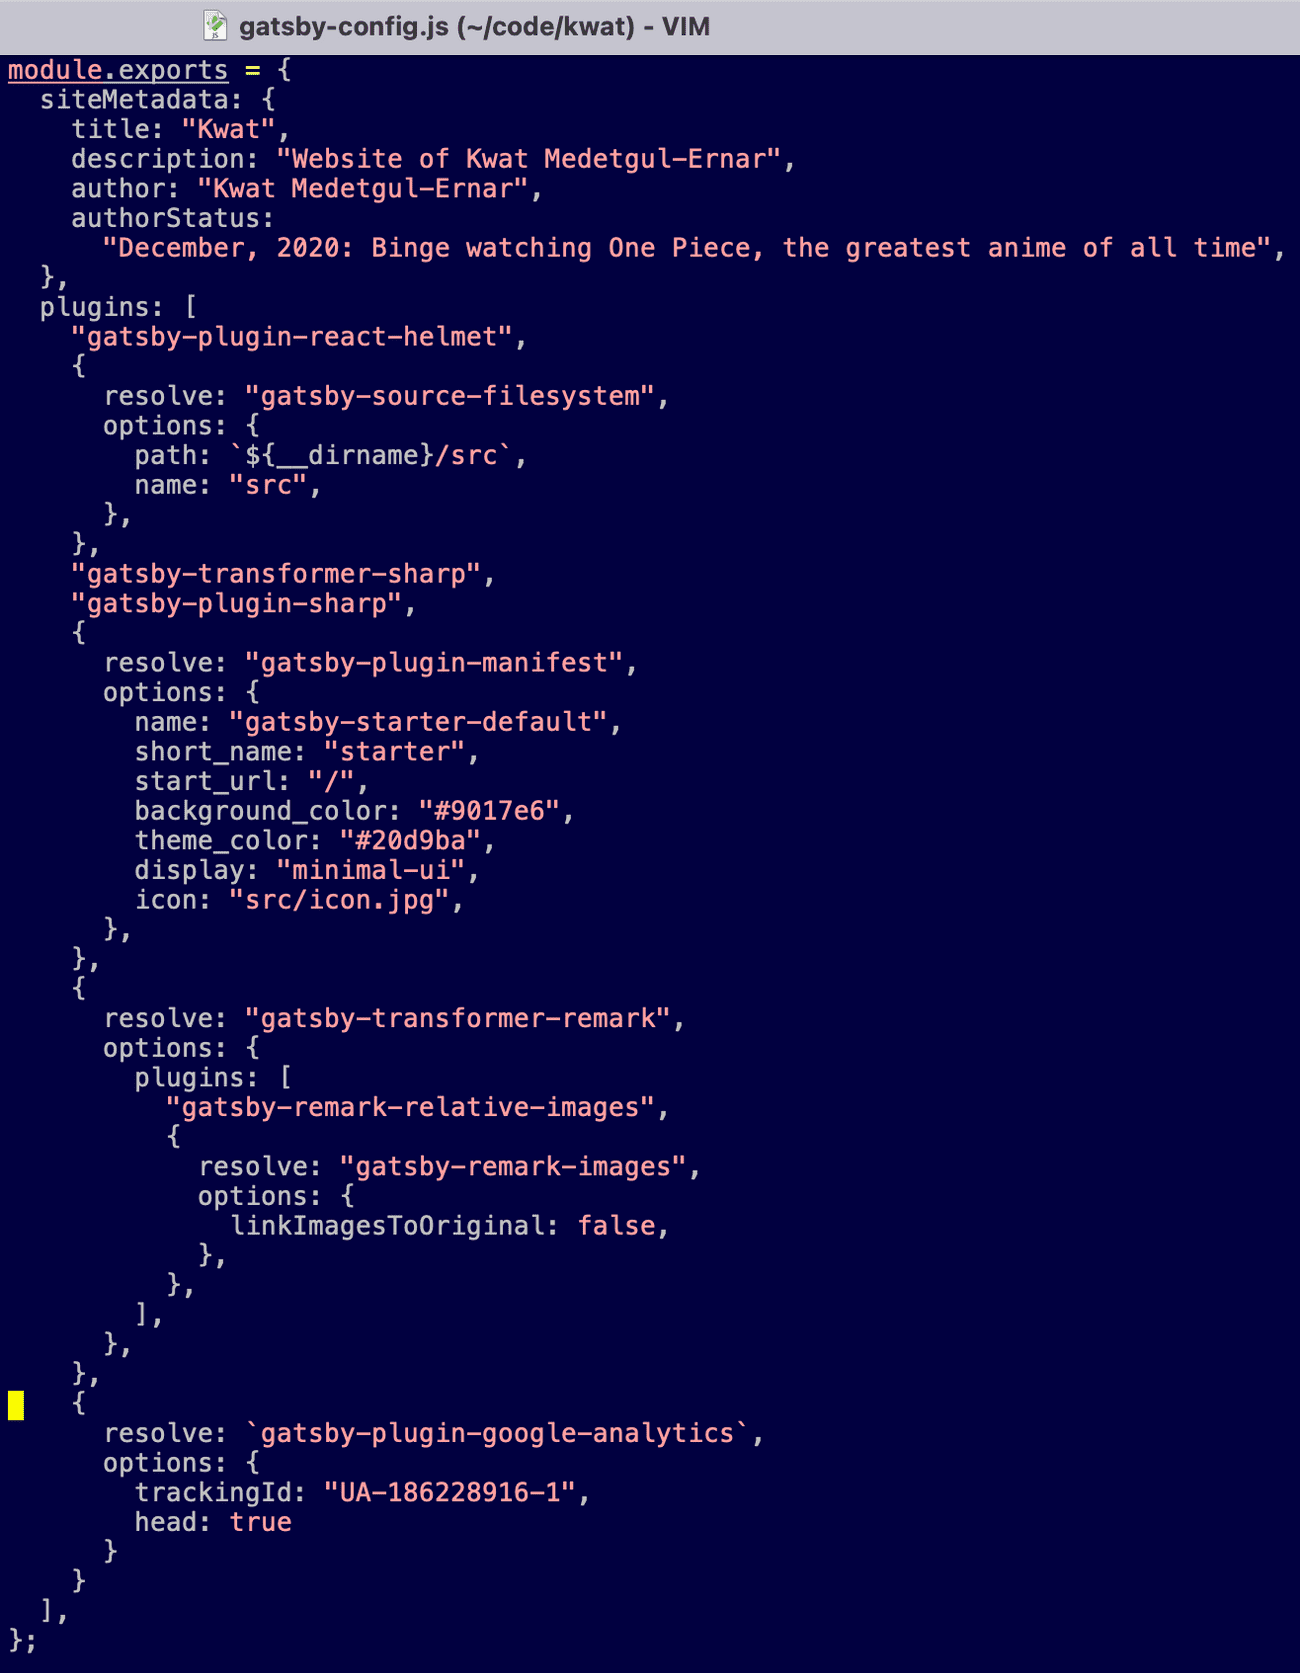 gatsby-config.js (~/code/kwat) - VIM
module.exports = {
  siteMetadata: {
    title: "Kwat",
    description: "Website of Kwat Medetgul-Ernar",
    author: "Kwat Medetgul-Ernar",
    authorStatus:
      "December, 2020: Binge watching One Piece, the greatest anime of all time",
  },
  plugins: [
    "gatsby-plugin-react-helmet",
    {
      resolve: "gatsby-source-filesystem",
      options: {
        path: `${__dirname}/src`,
        name: "src",
      },
    },
    "gatsby-transformer-sharp",
    "gatsby-plugin-sharp",
    {
      resolve: "gatsby-plugin-manifest",
      options: {
        name: "gatsby-starter-default",
        short_name: "starter",
        start_url: "/",
        background_color: "#9017e6",
        theme_color: "#20d9ba",
        display: "minimal-ui",
        icon: "src/icon.jpg",
      },
    },
    {
      resolve: "gatsby-transformer-remark",
      options: {
        plugins: [
          "gatsby-remark-relative-images",
          {
            resolve: "gatsby-remark-images",
            options: {
              linkImagesToOriginal: false,
            },
          },
        ],
      },
    },
    {
      resolve: `gatsby-plugin-google-analytics`,
      options: {
        trackingId: "UA-186228916-1",
        head: true
      }
    }
  ],
};